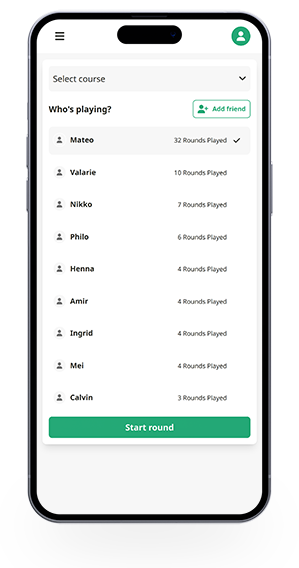 Select course
Who's playing?
Add friend
Mateo 32 Rounds Played
Valarie 10 Rounds Played
Nikko 7 Rounds Played
Philo 6 Rounds Played
Henna 4 Rounds Played
Amir 4 Rounds Played
Ingrid 4 Rounds Played
Mei 4 Rounds Played
Calvin 3 Rounds Played
Start round